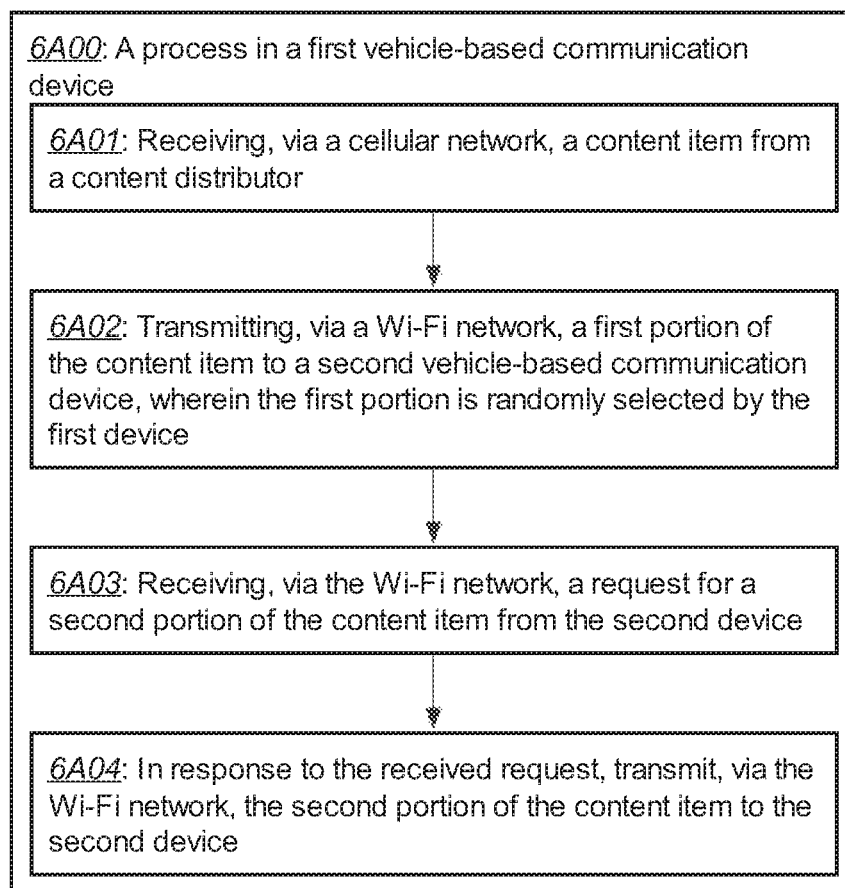 6A00: A process in a first vehicle-based communication
device
6A01: Receiving, via a cellular network, a content item from
a content distributor
6A02: Transmitting, via a Wi-Fi network, a first portion of
the content item to a second vehicle-based communication
device, wherein the first portion is randomly selected by the
first device
6A03: Receiving, via the Wi-Fi network, a request for a
second portion of the content item from the second device
6A04: In response to the received request, transmit, via the
Wi-Fi network, the second portion of the content item to the
second device